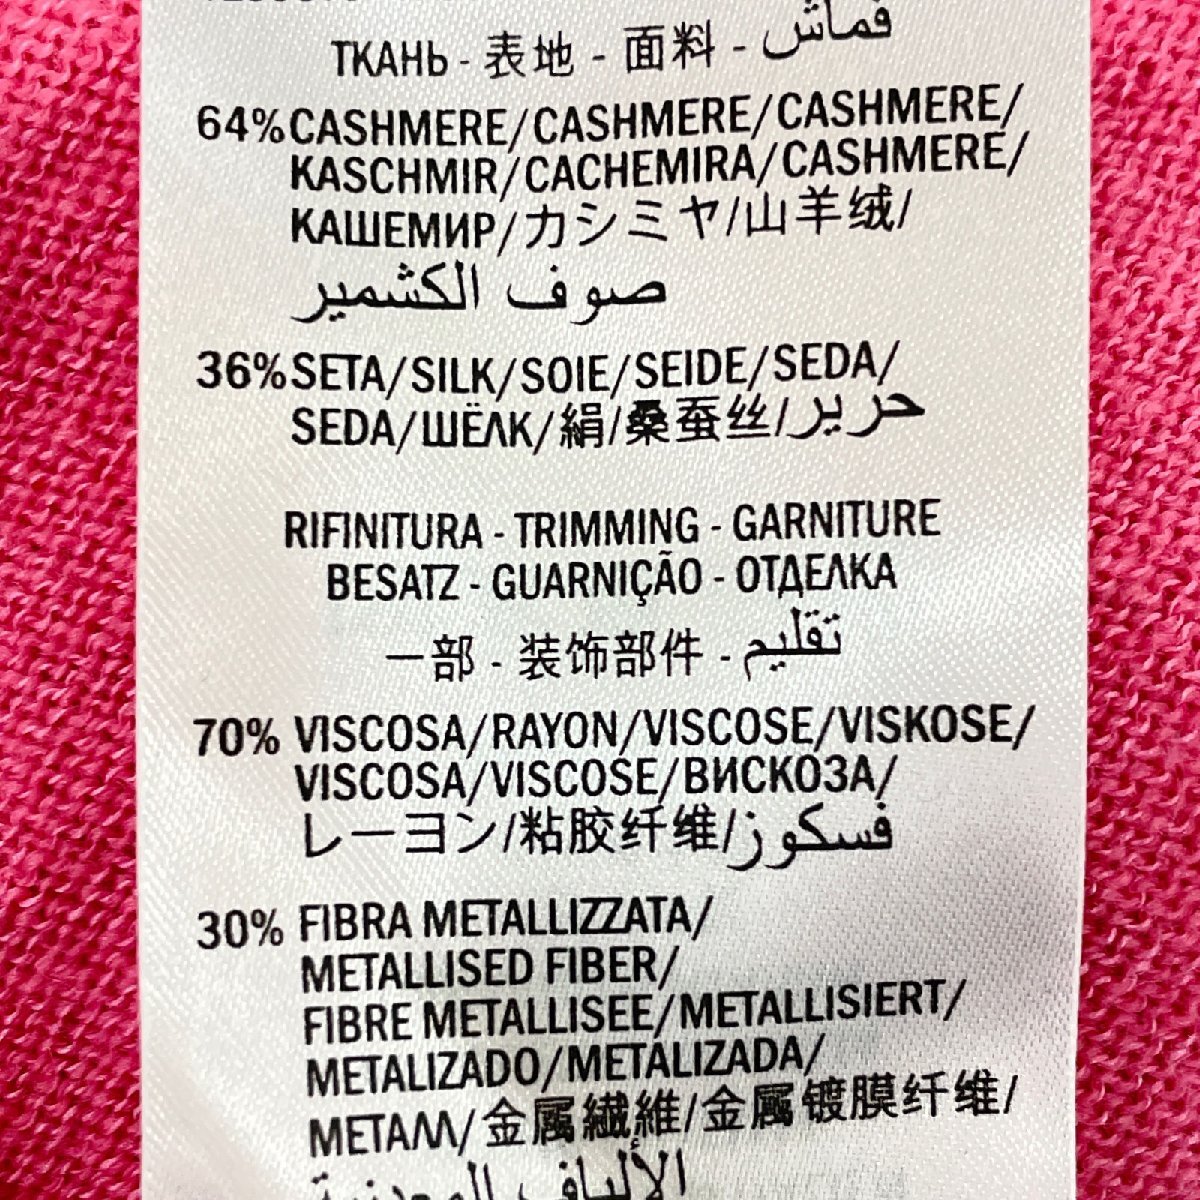 ТКАНЬ - 表地 - 面料 - قماش
64% CASHMERE/CASHMERE/CASHMERE/
KASCHMIR/CACHEMIRA/CASHMERE/
КАШЕМИР/カシミヤ/山羊绒/
صوف الكشمير
36% SETA/SILK/SOIE/SEIDE/SEDA/
SEDA/ШЁЛК/絹/桑蚕丝/حرير
RIFINITURA - TRIMMING - GARNITURE
BESATZ - GUARNIÇÃO - ОТДЕЛКА
一部 - 装饰部件 - تقليم
70% VISCOSA/RAYON/VISCOSE/VISKOSE/
VISCOSA/VISCOSE/ВИСКОЗА/
レーヨン/粘胶纤维/فسكوز
30% FIBRA METALLIZZATA/
METALLISED FIBER/
FIBRE METALLISEE/METALLISIERT/
METALIZADO/METALIZADA/
МЕТАЛЛ/金属繊維/金属镀膜纤维/
الألياف المعدنية